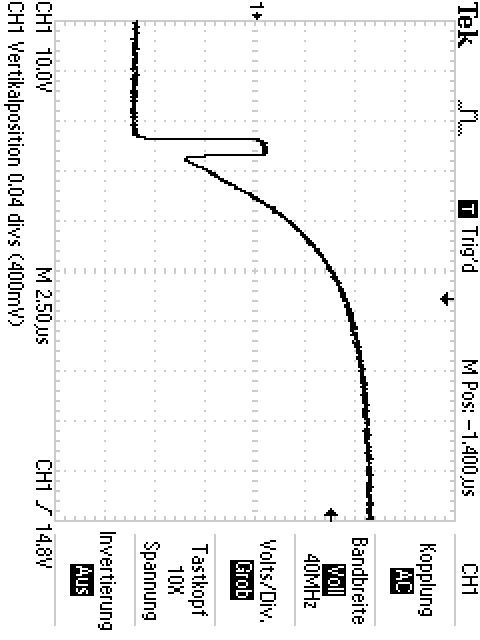 Tek
T Trig'd
M Pos: -1.400µs
CH1
Kopplung
AC
Bandbreite
Voll
40MHz
Volts/Div.
Grob
Tastkopf
10X
Spannung
Invertierung
Aus
1
CH1 10.0V
M 2.50µs
CH1 / 14.8V
CH1 Vertikalposition 0.04 divs (400mV)